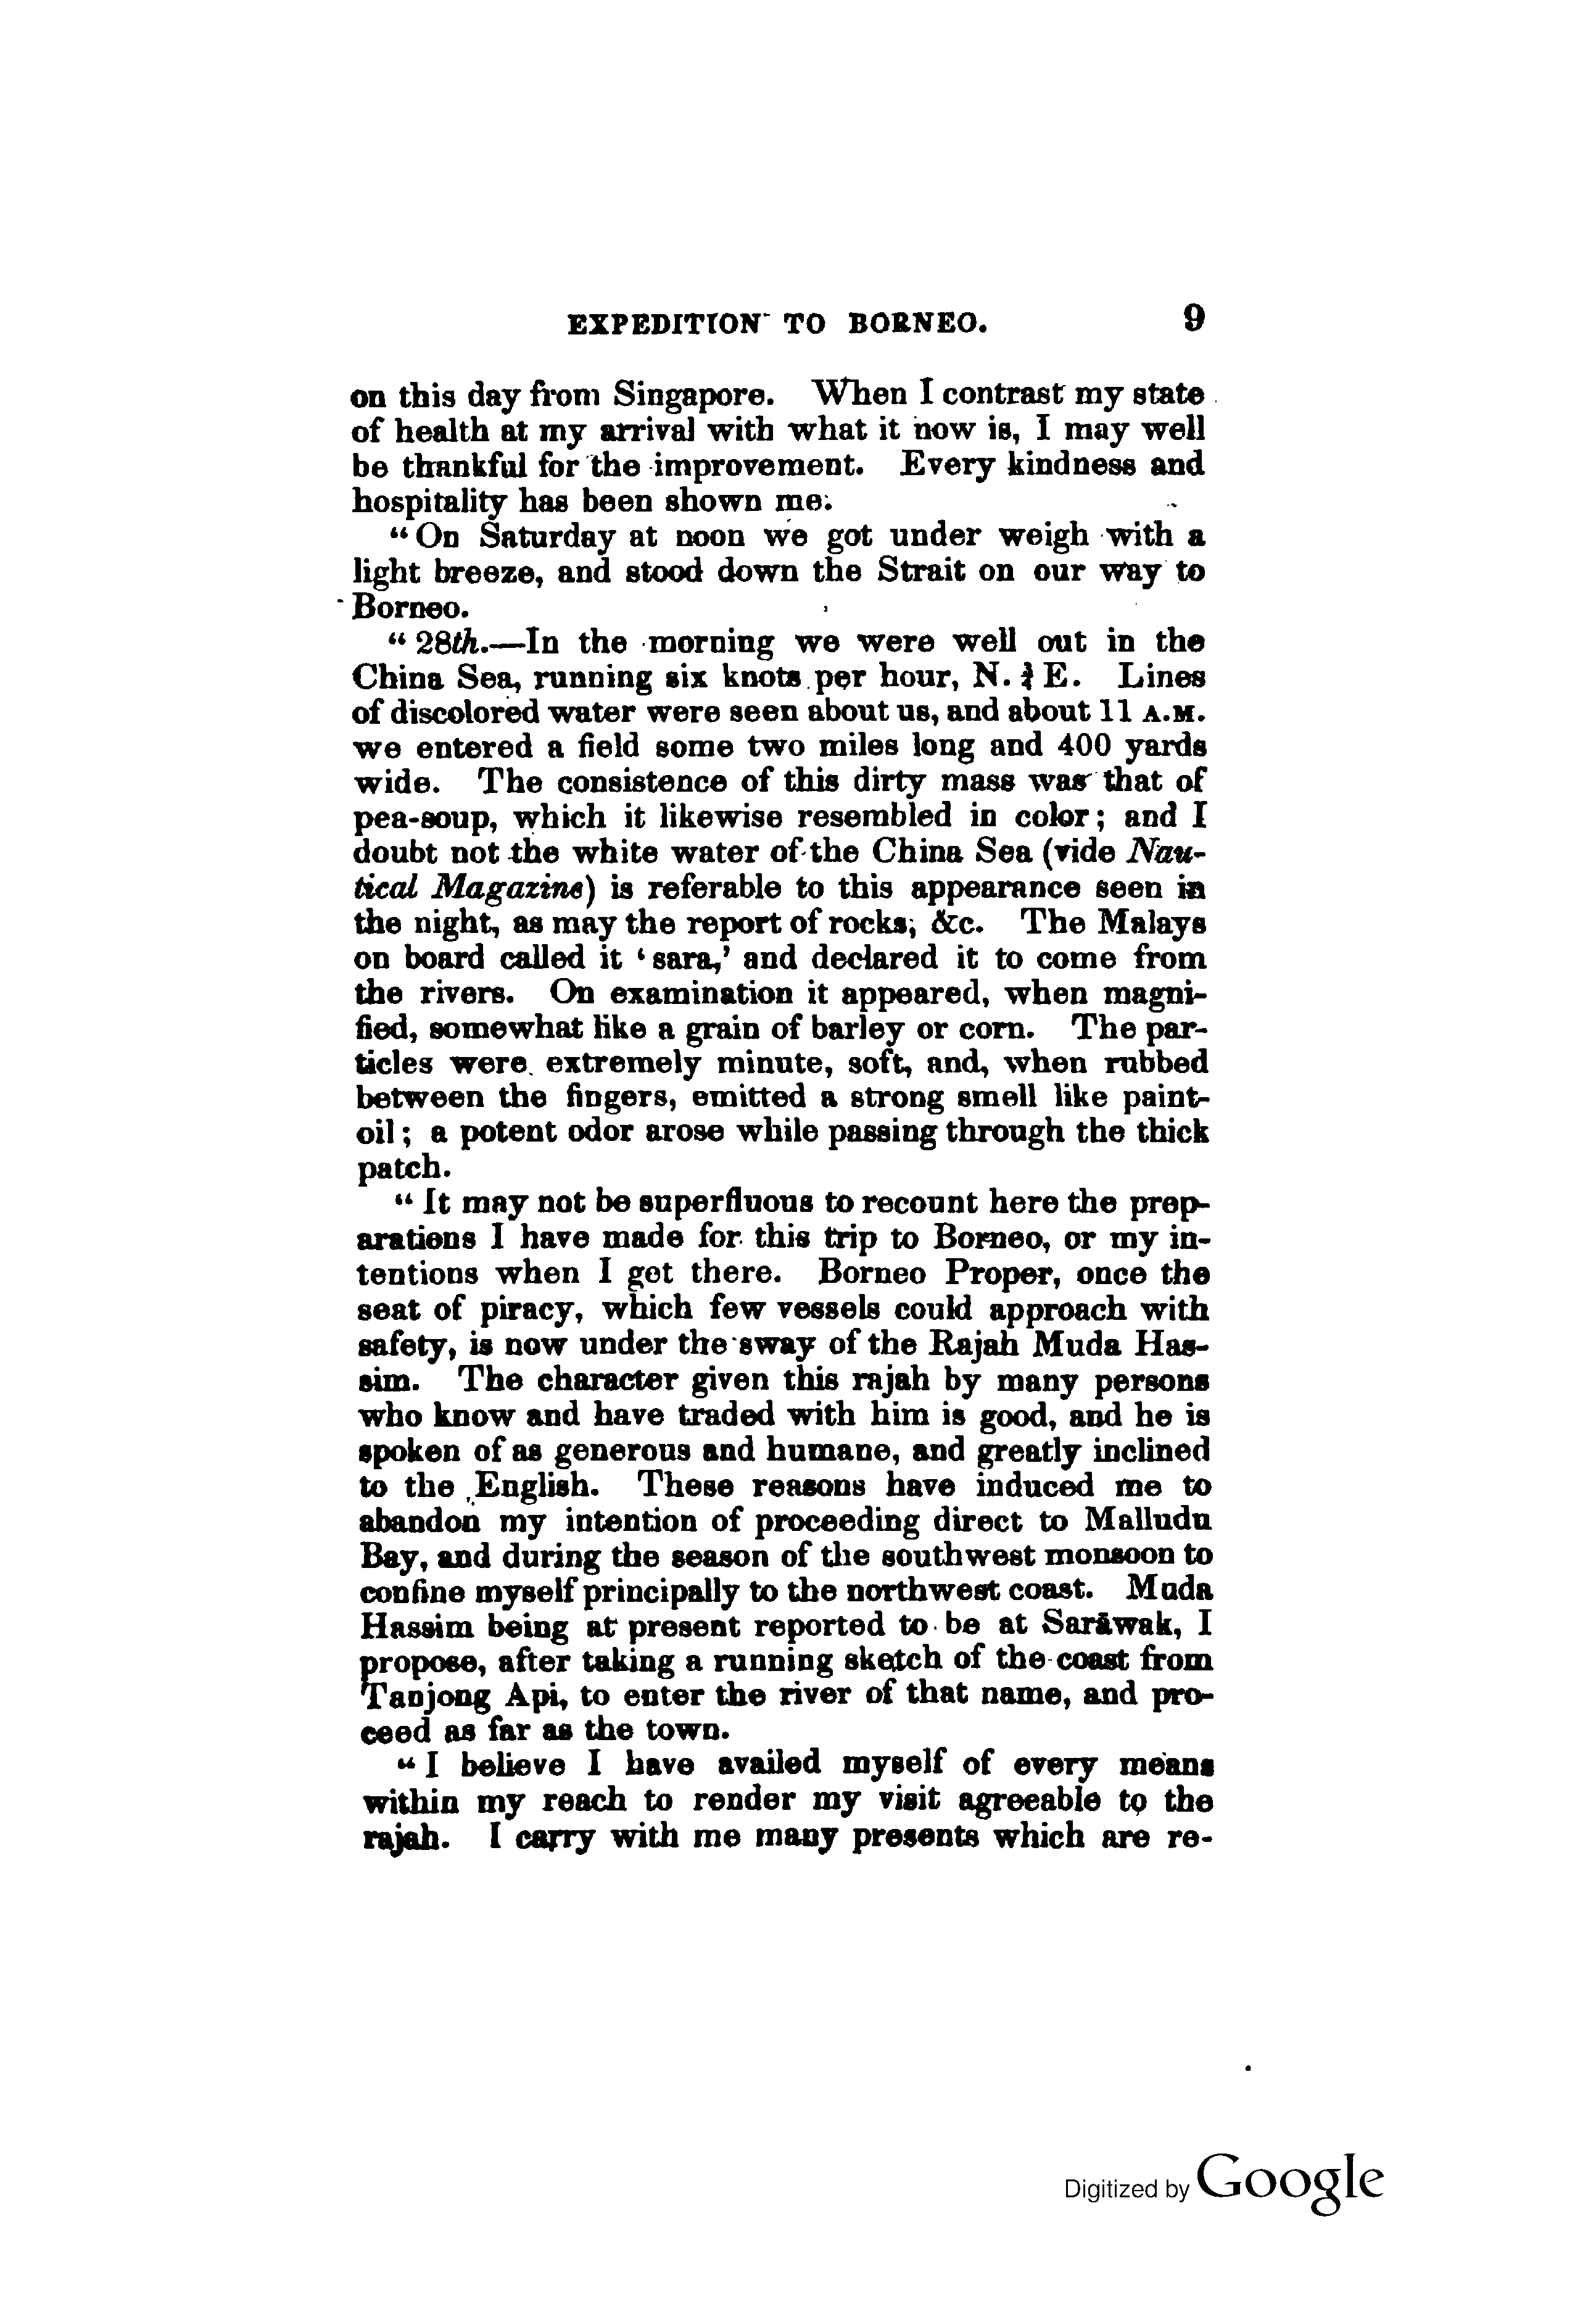 EXPEDITION TO BORNEO. 9
on this day from Singapore. When I contrast my state
of health at my arrival with what it now is, I may well
be thankful for the improvement. Every kindness and
hospitality has been shown me.
“On Saturday at noon we got under weigh with a
light breeze, and stood down the Strait on our way to
Borneo.
“28th.—In the morning we were well out in the
China Sea, running six knots per hour, N. ¾ E. Lines
of discolored water were seen about us, and about 11 A.M.
we entered a field some two miles long and 400 yards
wide. The consistence of this dirty mass was that of
pea-soup, which it likewise resembled in color; and I
doubt not the white water of the China Sea (vide Nau-
tical Magazine) is referable to this appearance seen in
the night, as may the report of rocks, &c. The Malays
on board called it ‘sara,’ and declared it to come from
the rivers. On examination it appeared, when magni-
fied, somewhat like a grain of barley or corn. The par-
ticles were extremely minute, soft, and, when rubbed
between the fingers, emitted a strong smell like paint-
oil; a potent odor arose while passing through the thick
patch.
“It may not be superfluous to recount here the prep-
arations I have made for this trip to Borneo, or my in-
tentions when I get there. Borneo Proper, once the
seat of piracy, which few vessels could approach with
safety, is now under the sway of the Rajah Muda Has-
sim. The character given this rajah by many persons
who know and have traded with him is good, and he is
spoken of as generous and humane, and greatly inclined
to the English. These reasons have induced me to
abandon my intention of proceeding direct to Malludu
Bay, and during the season of the southwest monsoon to
confine myself principally to the northwest coast. Muda
Hassim being at present reported to be at Saräwak, I
propose, after taking a running sketch of the coast from
Tanjong Api, to enter the river of that name, and pro-
ceed as far as the town.
“I believe I have availed myself of every means
within my reach to render my visit agreeable to the
rajah. I carry with me many presents which are re-
Digitized by Google